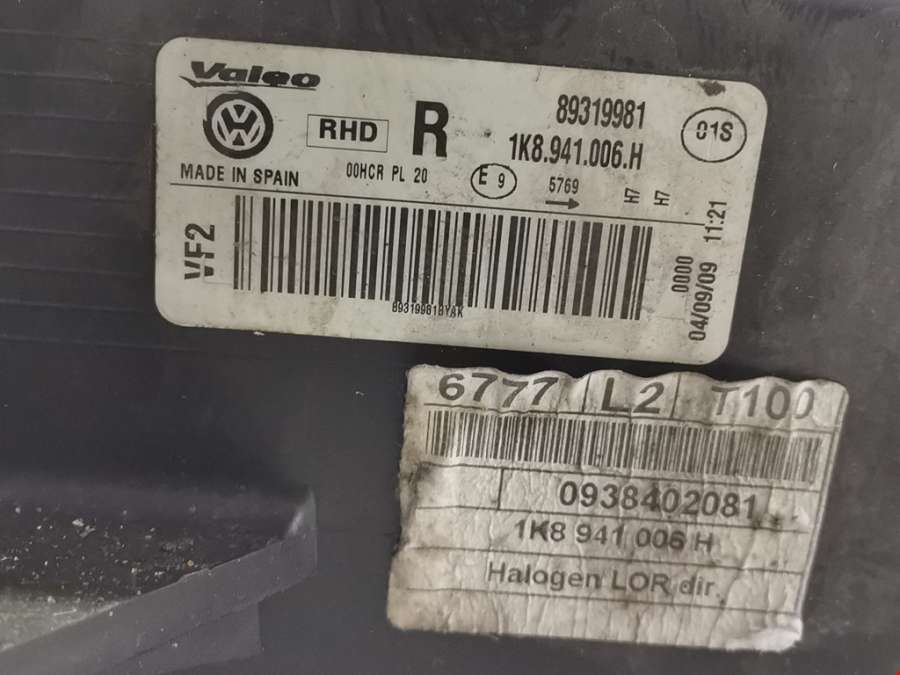 Valeo
RHD R
89319981
1K8.941.006.H
01S
MADE IN SPAIN
00HCR PL 20
E 9
5769
H7 H7
VF2
893199818YAK
0000
04/09/09 11:21
6777 L2 T100
0938402081
1K8 941 006 H
Halogen LOR dir.